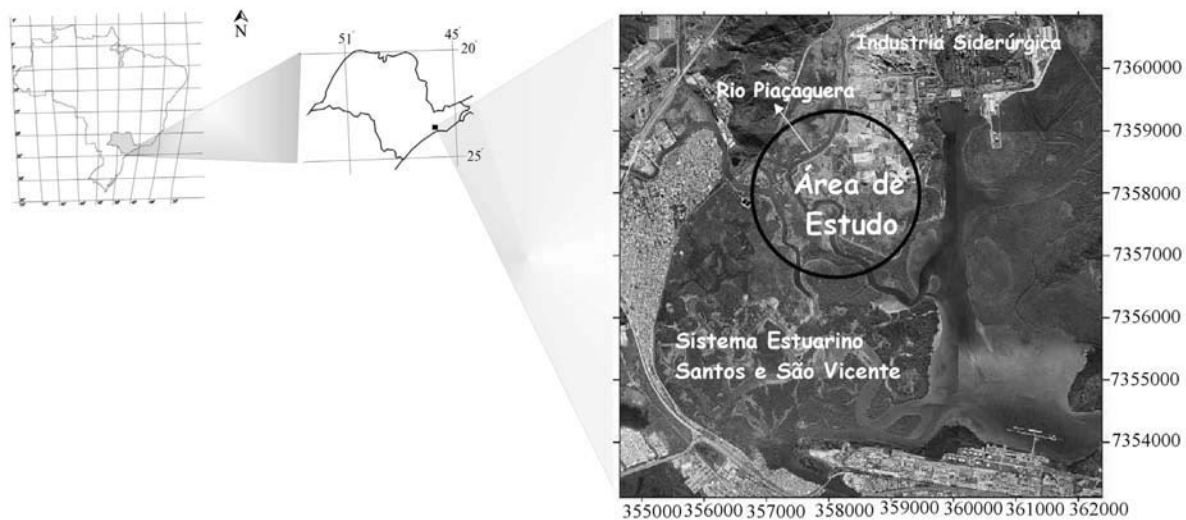 N
51
45
20
25
Industria Siderúrgica
Rio Piaçaguera
Área de
Estudo
Sistema Estuarino
Santos e São Vicente
7360000
7359000
7358000
7357000
7356000
7355000
7354000
355000 356000 357000 358000 359000 360000 361000 362000